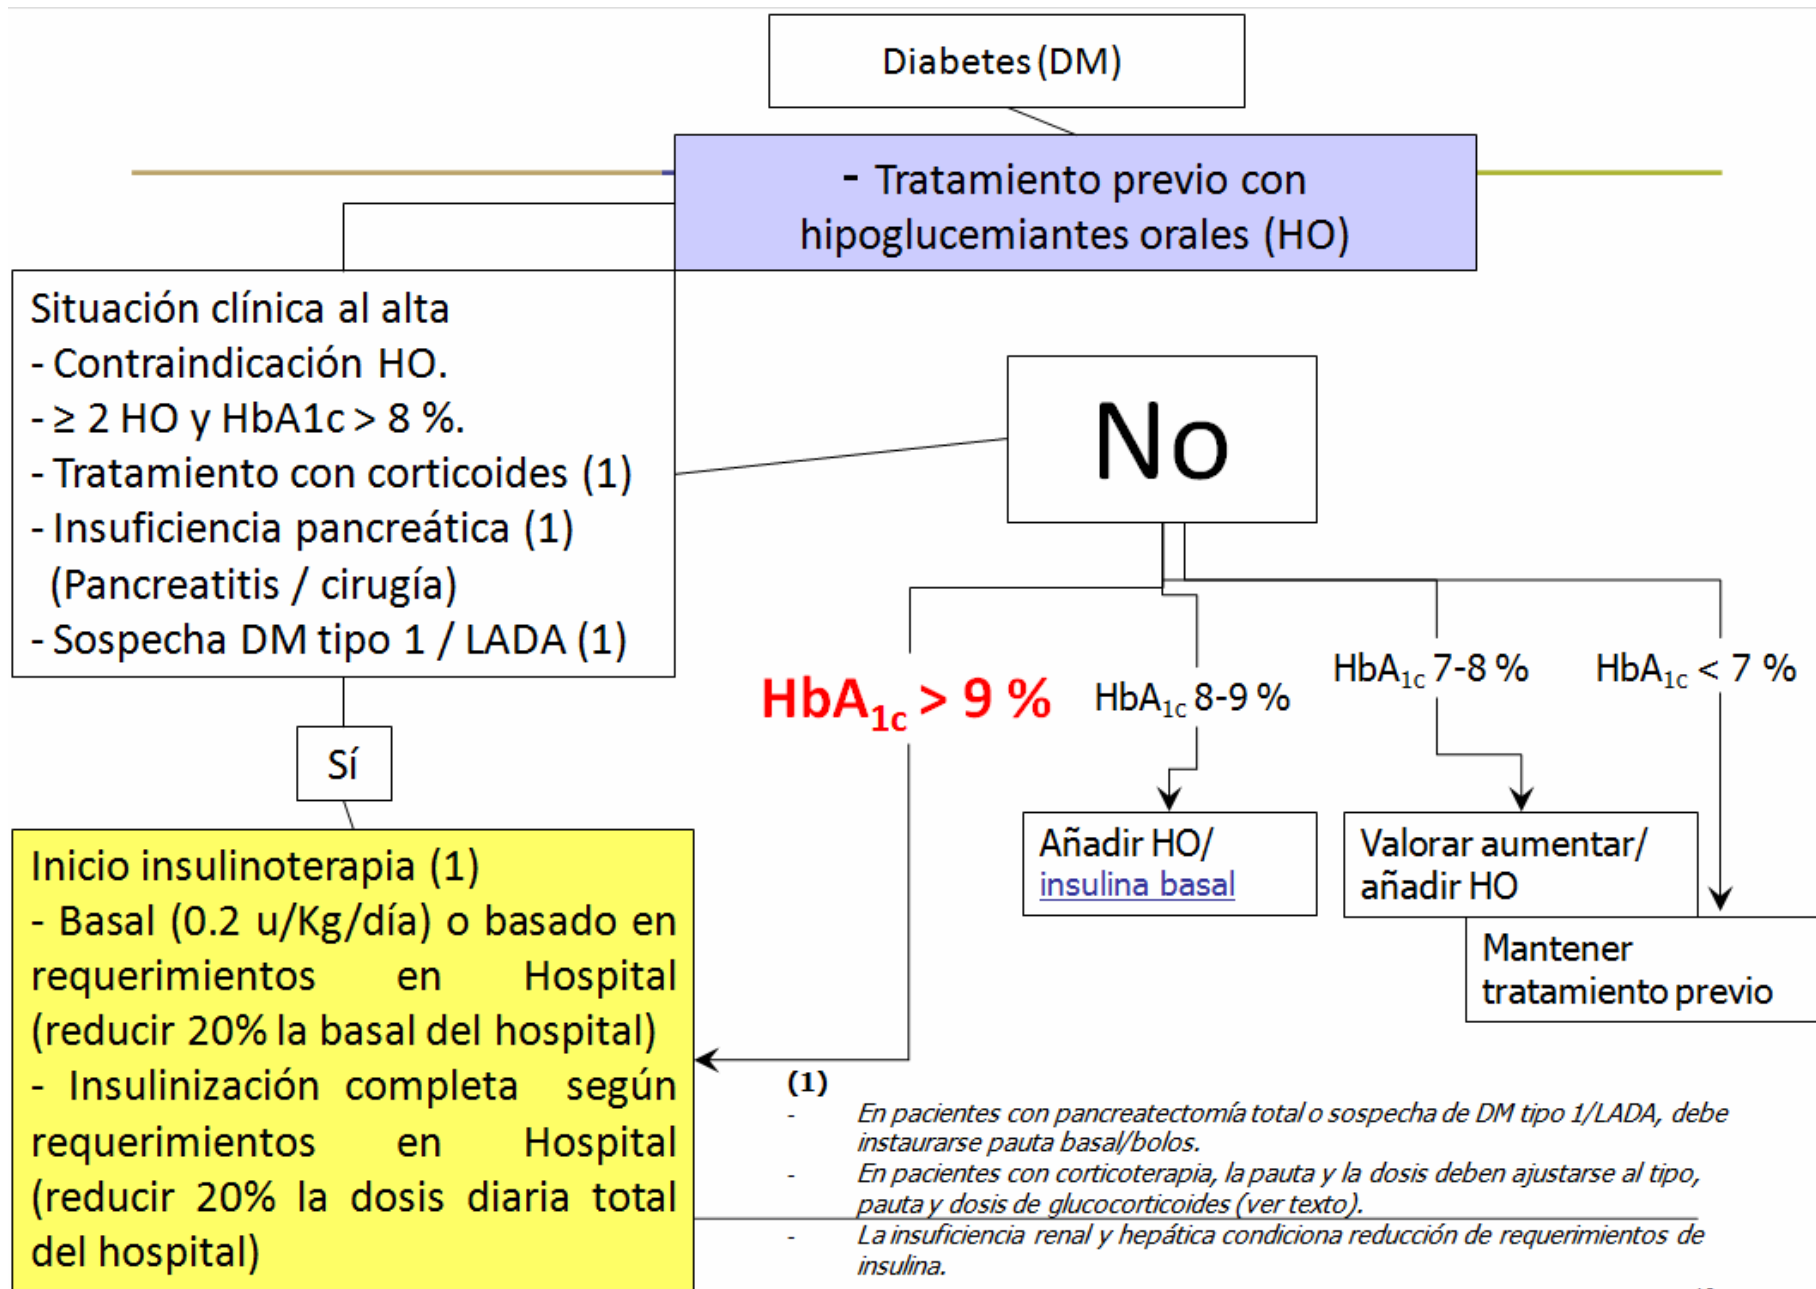 Diabetes (DM)
- Tratamiento previo con
hipoglucemiantes orales (HO)
Situación clínica al alta
- Contraindicación HO.
- ≥ 2 HO y HbA1c > 8 %.
- Tratamiento con corticoides (1)
- Insuficiencia pancreática (1)
(Pancreatitis / cirugía)
- Sospecha DM tipo 1 / LADA (1)
No
Sí
HbA1c > 9 %
HbA1c 8-9 %
HbA1c 7-8 %
HbA1c < 7 %
Añadir HO/
insulina basal
Valorar aumentar/
añadir HO
Mantener
tratamiento previo
Inicio insulinoterapia (1)
- Basal (0.2 u/Kg/día) o basado en
requerimientos en Hospital
(reducir 20% la basal del hospital)
- Insulinización completa según
requerimientos en Hospital
(reducir 20% la dosis diaria total
del hospital)
(1)
- En pacientes con pancreatectomía total o sospecha de DM tipo 1/LADA, debe
instaurarse pauta basal/bolos.
- En pacientes con corticoterapia, la pauta y la dosis deben ajustarse al tipo,
pauta y dosis de glucocorticoides (ver texto).
- La insuficiencia renal y hepática condiciona reducción de requerimientos de
insulina.